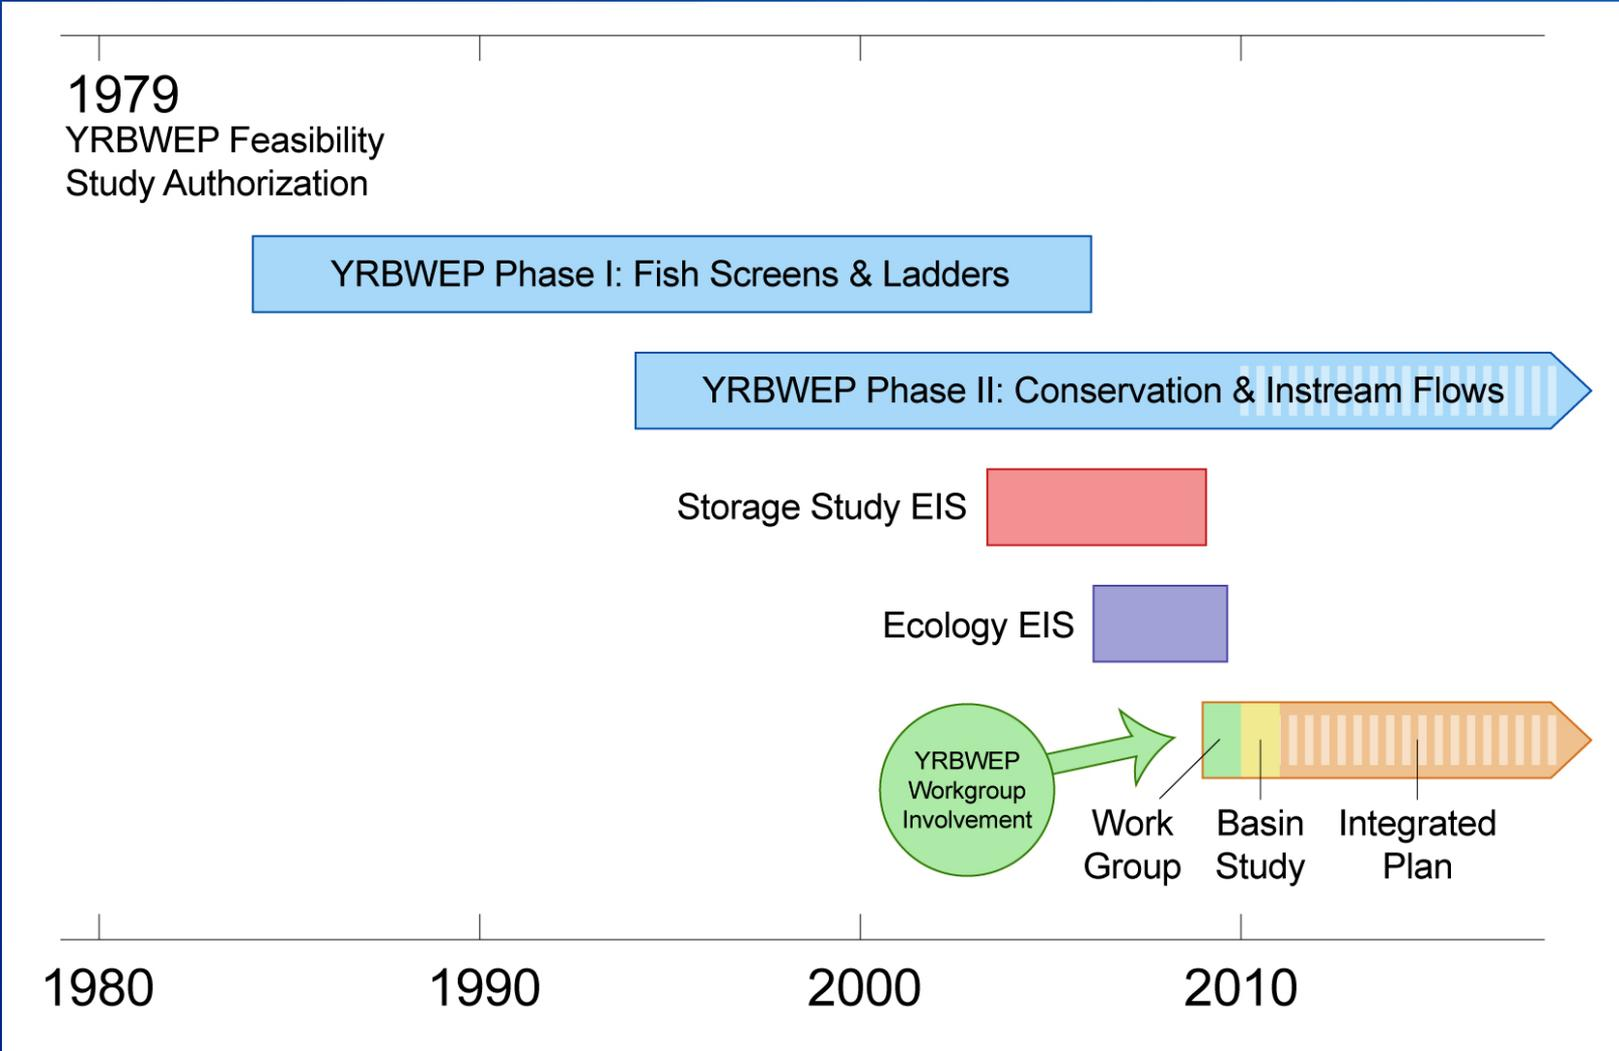 1979
YRBWEP Feasibility
Study Authorization
YRBWEP Phase I: Fish Screens & Ladders
YRBWEP Phase II: Conservation & Instream Flows
Storage Study EIS
Ecology EIS
YRBWEP
Workgroup
Involvement
Work
Group
Basin
Study
Integrated
Plan
1980 1990 2000 2010